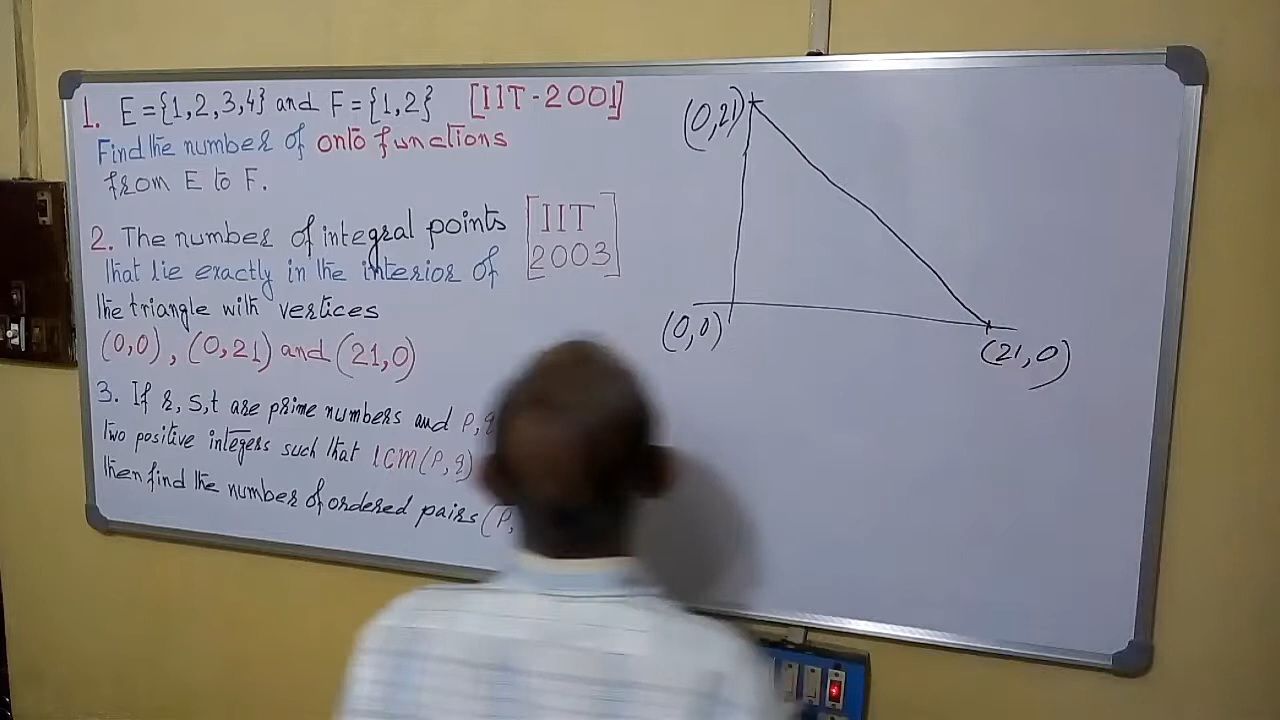 1. E = {1,2,3,4} and F = {1,2} [IIT-2001]
Find the number of onto functions
from E to F.
2. The number of integral points [IIT
that lie exactly in the interior of 2003]
the triangle with vertices
(0,0), (0,21) and (21,0)
3. If r, s, t are prime numbers and p, q
two positive integers such that LCM(p, q)
then find the number of ordered pairs (p,
(0,21)
(0,0)
(21,0)